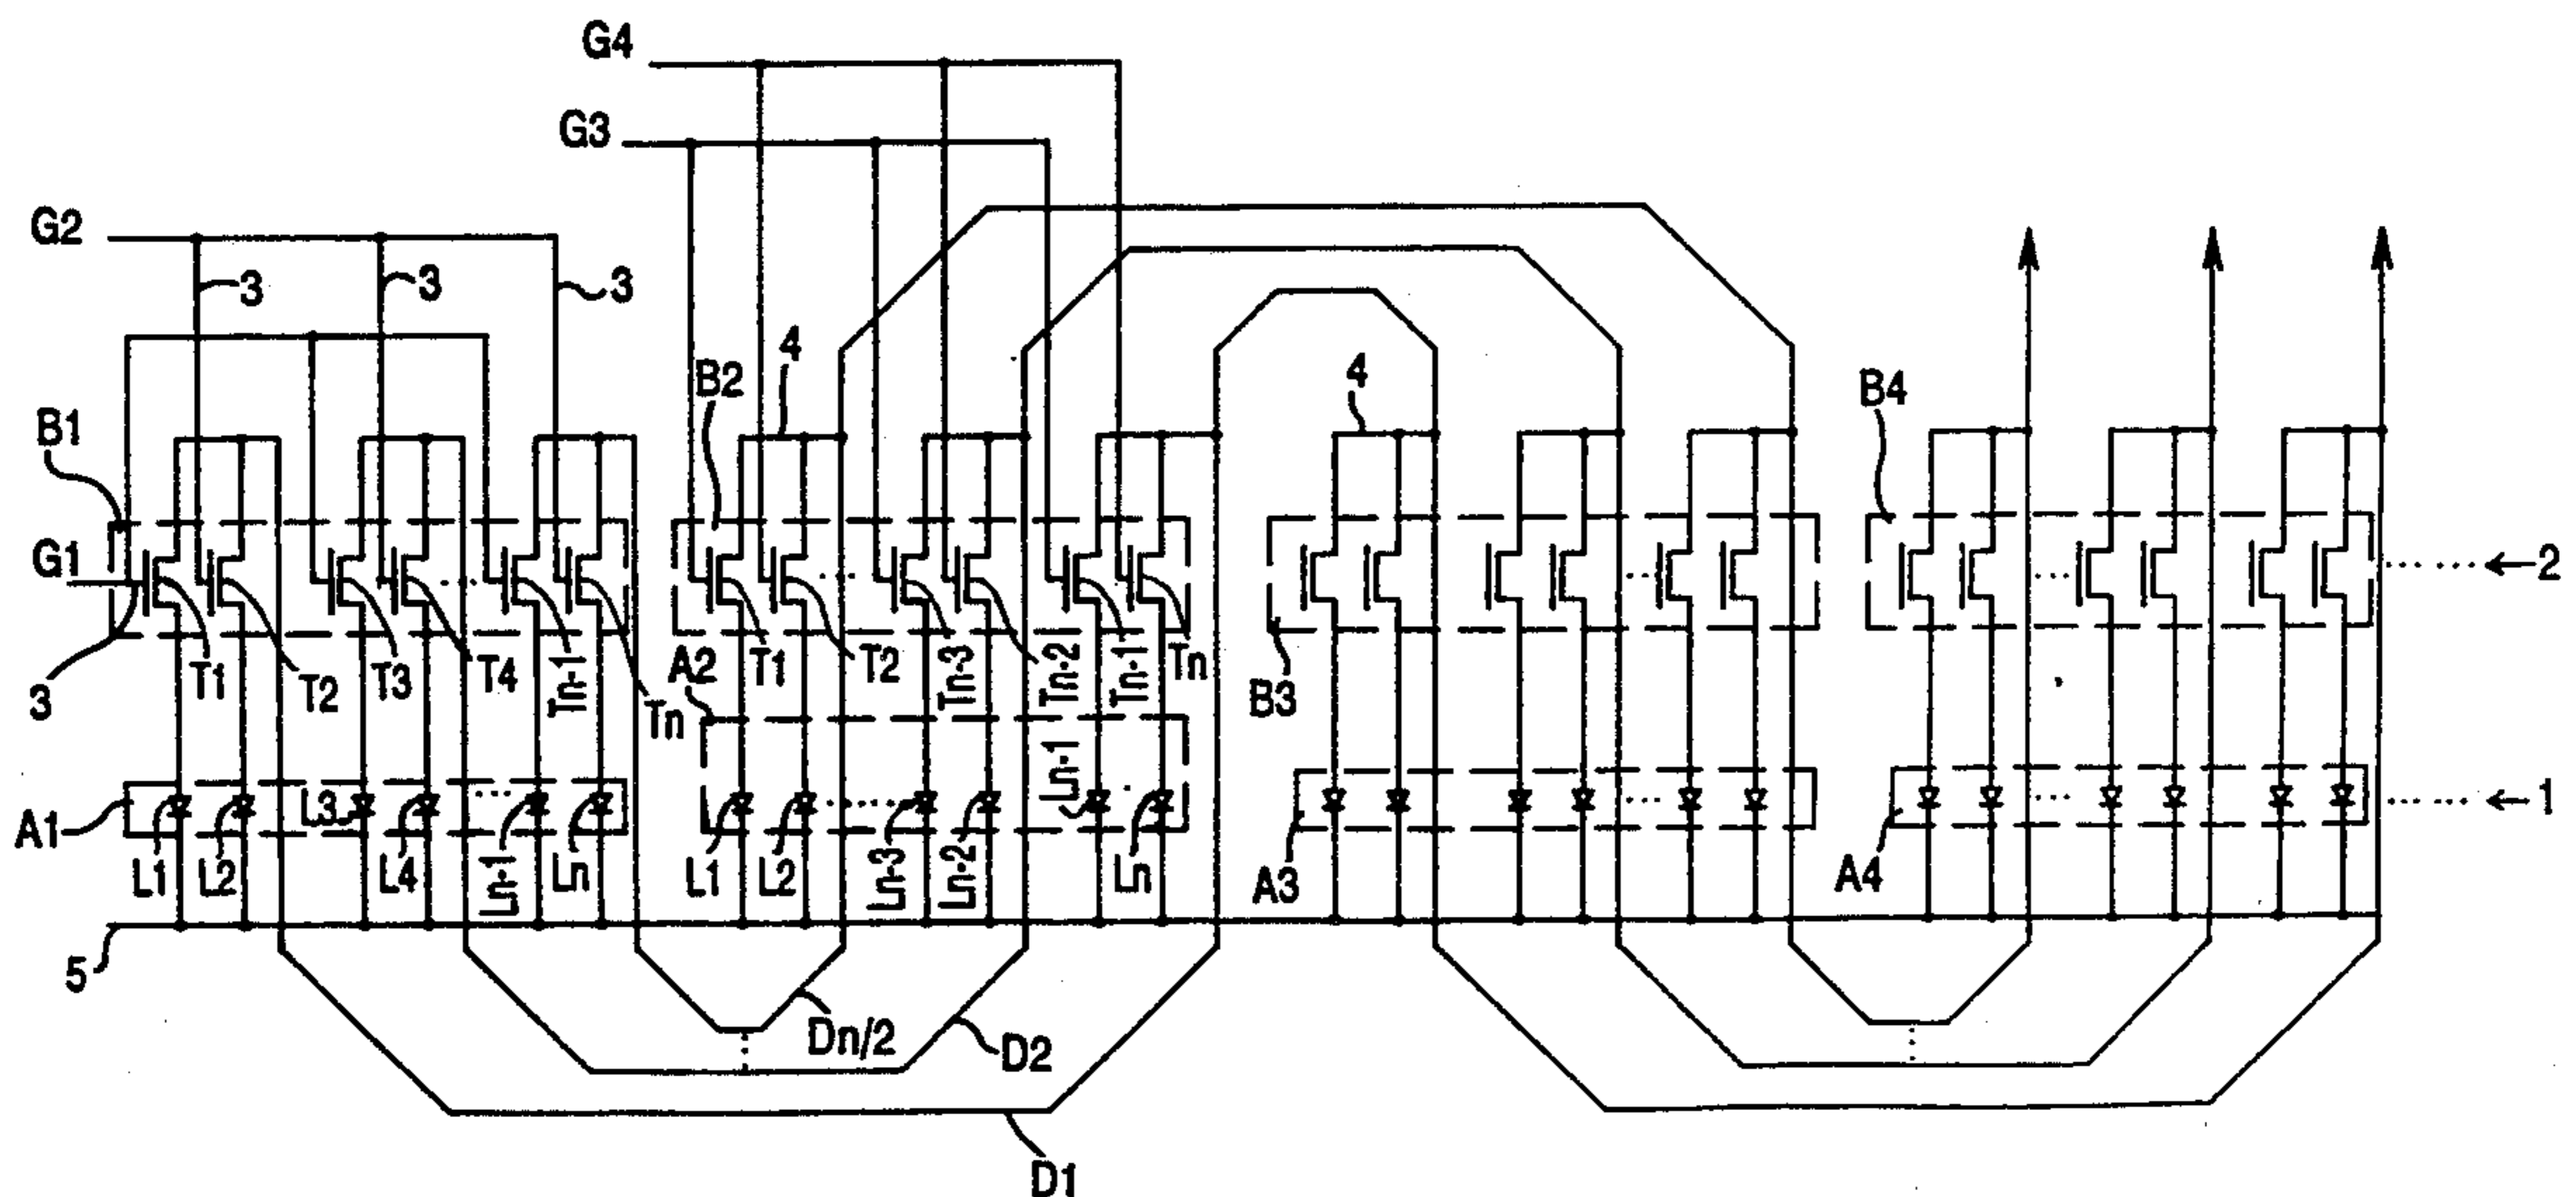 G4
G3
G2
3 3 3
B2 4 4 B4
B1
G1 2
3 T1 T2 T3 T4 Tn-1 Tn A2 T1 T2 Tn-3 Tn-2 Tn-1 Tn B3
A1 L3 Ln-1 1
L1 L2 L4 Ln-1 Ln L1 L2 Ln-3 Ln-2 Ln A3 A4
5
Dn/2 D2
D1